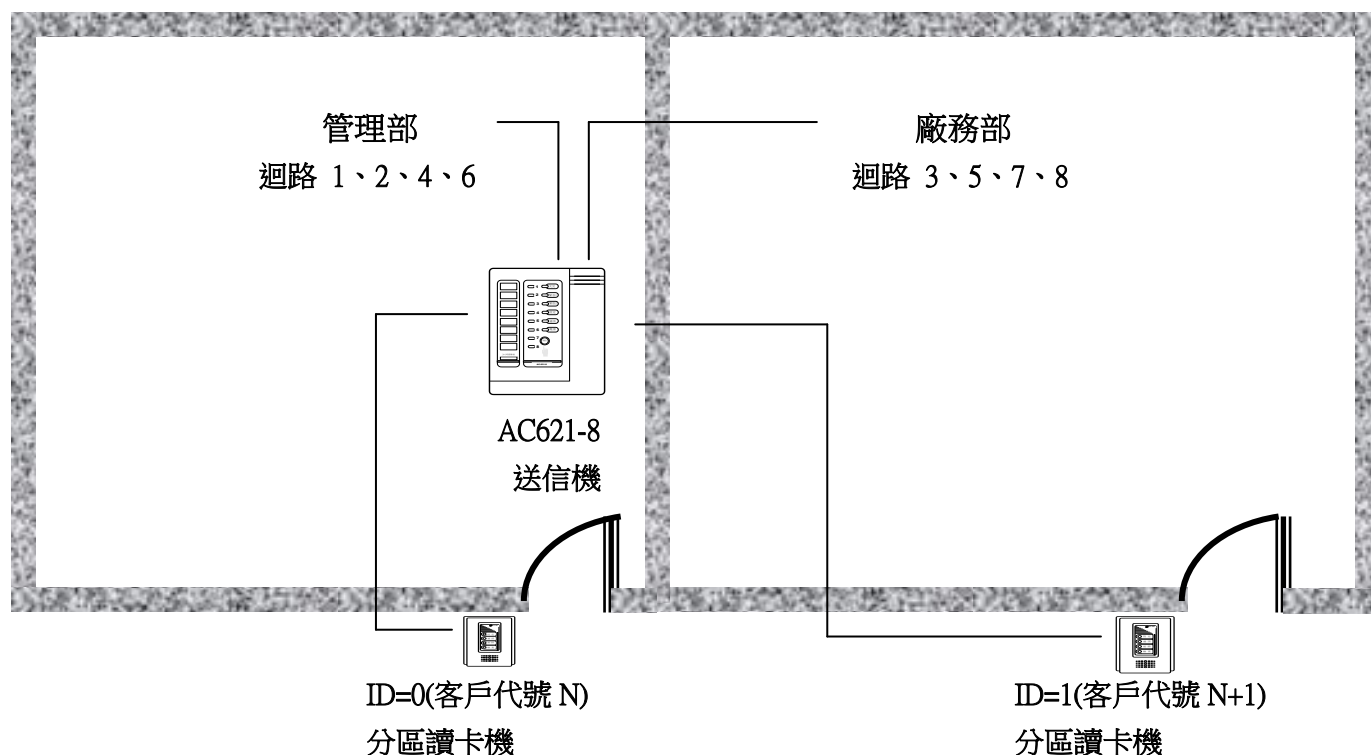 管理部
迴路 1、2、4、6
廠務部
迴路 3、5、7、8
AC621-8
送信機
ID=0(客戶代號 N)
分區讀卡機
ID=1(客戶代號 N+1)
分區讀卡機